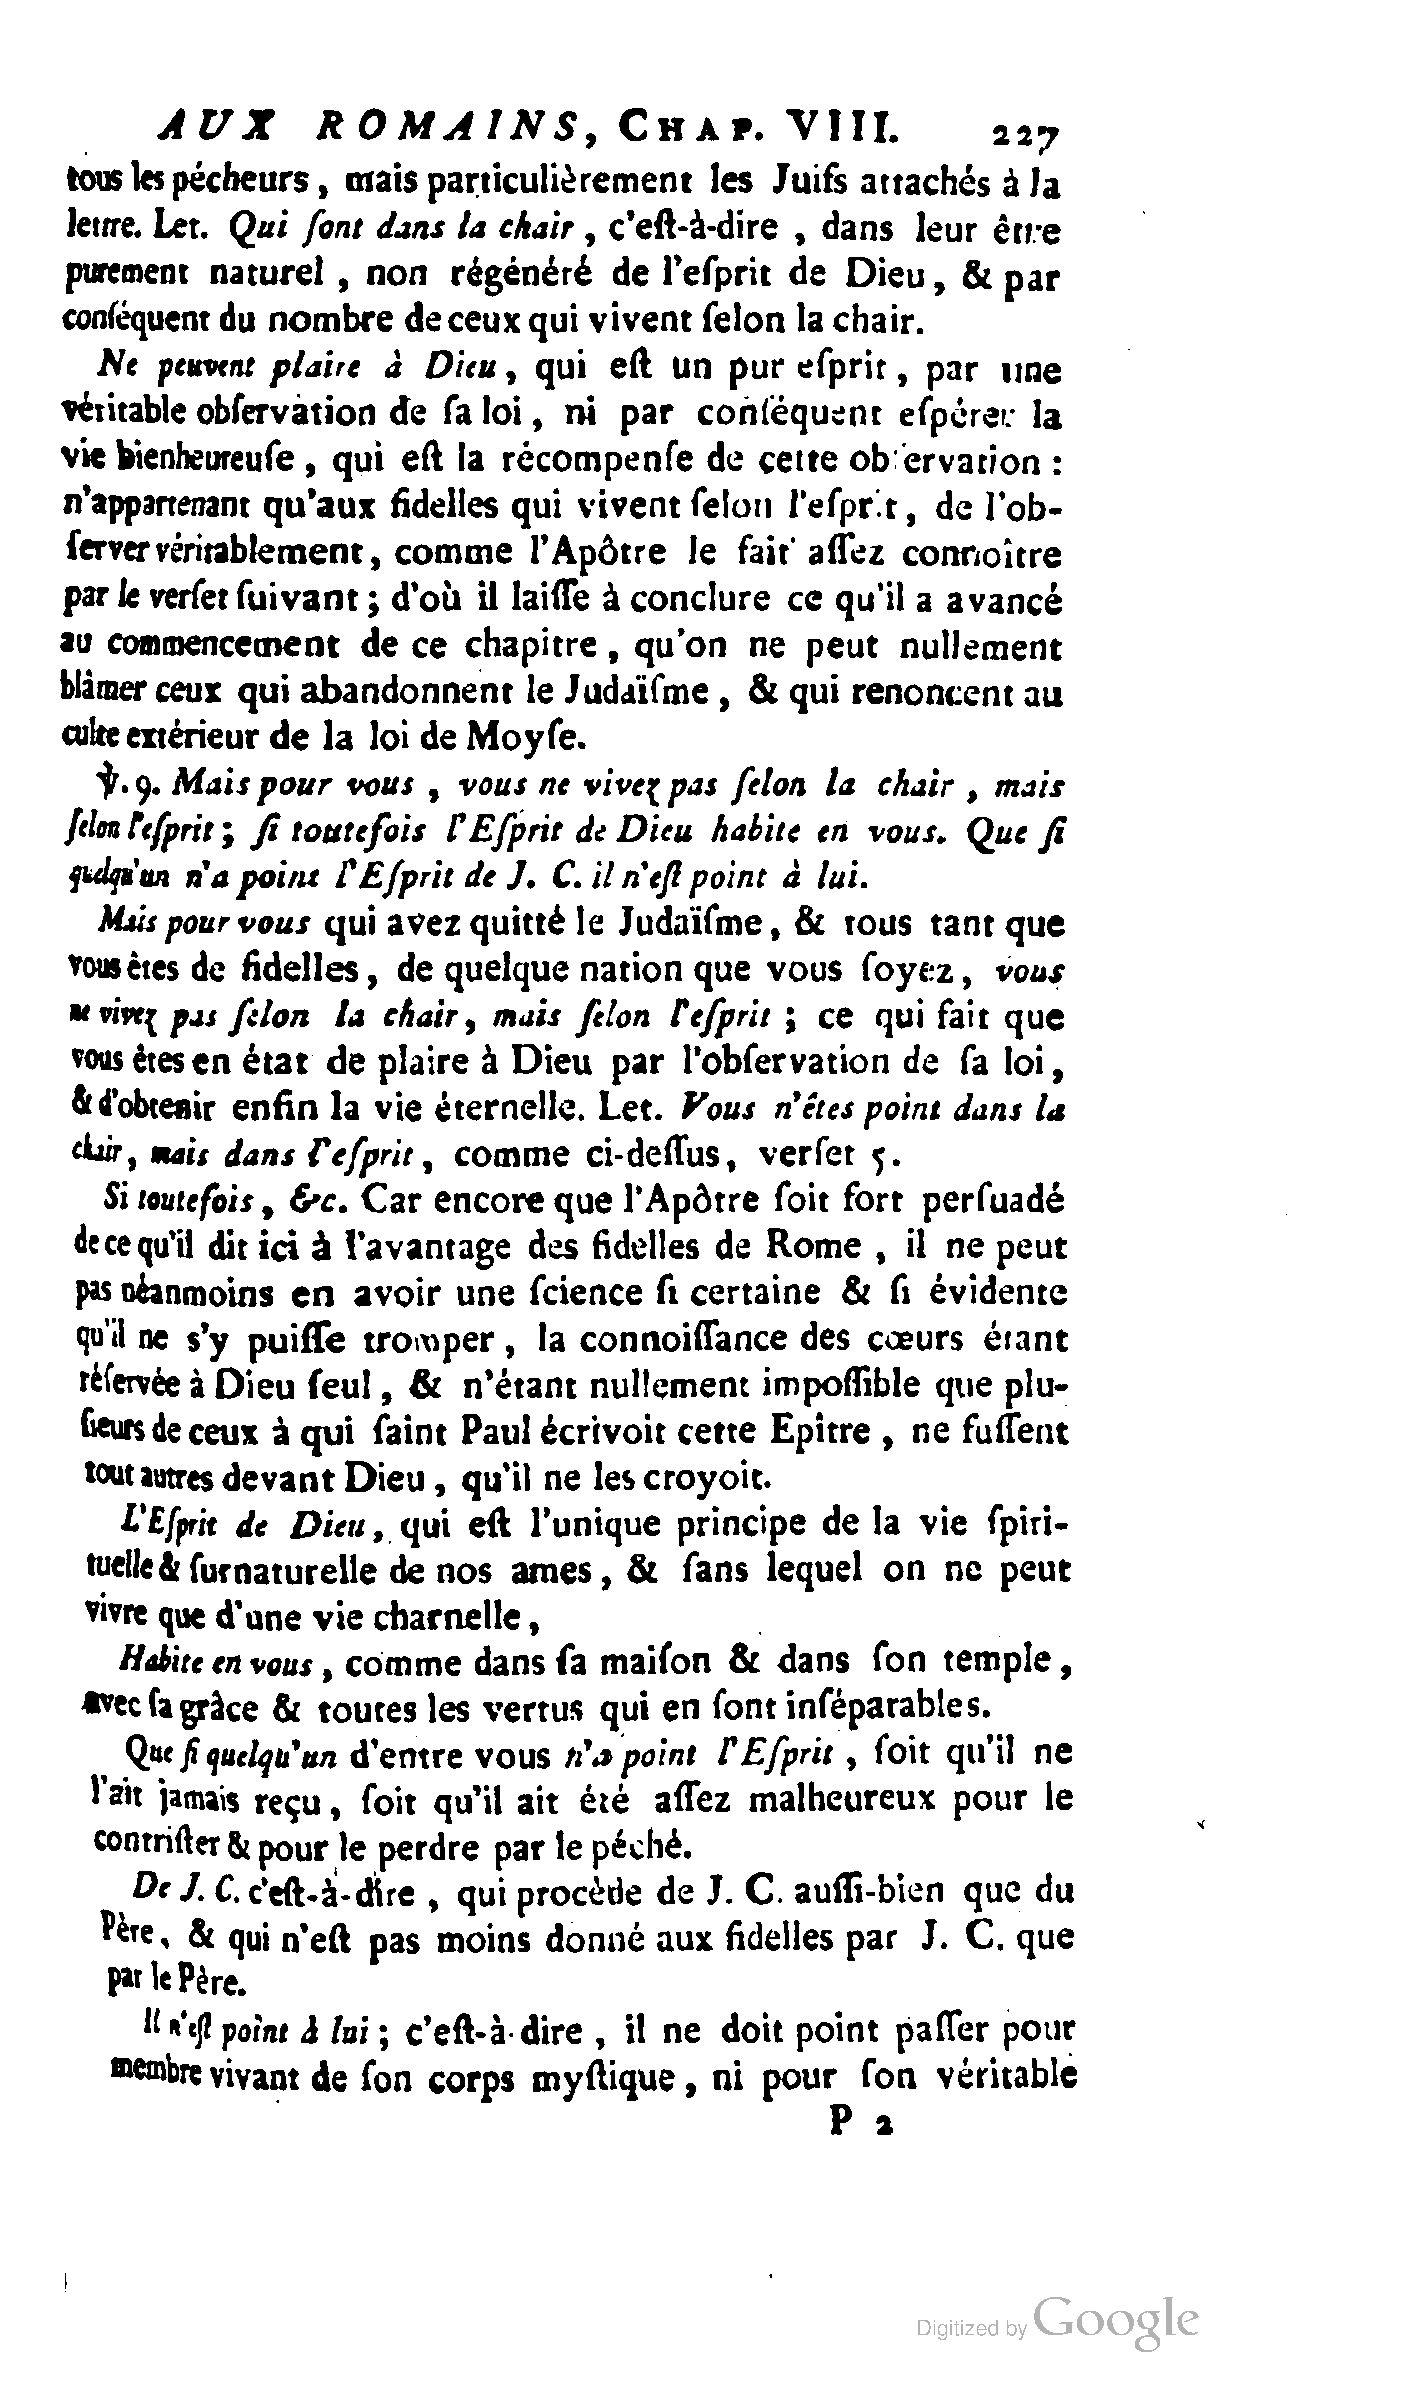 AUX ROMAINS, CHAP. VIII. 227
tous les pécheurs, mais particulièrement les Juifs attachés à la
lettre. Let. Qui ſont dans la chair, c'eſt-à-dire, dans leur être
purement naturel, non régénéré de l'eſprit de Dieu, & par
conſéquent du nombre de ceux qui vivent ſelon la chair.
Ne peuvent plaire à Dieu, qui eſt un pur eſprit, par une
véritable obſervation de ſa loi, ni par conſéquent eſpérer la
vie bienheureuſe, qui eſt la récompenſe de cette obſervation :
n'appartenant qu'aux fidelles qui vivent ſelon l'eſprit, de l'ob-
ſerver véritablement, comme l'Apôtre le fait aſſez connoître
par le verſet ſuivant ; d'où il laiſſe à conclure ce qu'il a avancé
au commencement de ce chapitre, qu'on ne peut nullement
blâmer ceux qui abandonnent le Judaïſme, & qui renoncent au
culte extérieur de la loi de Moyſe.
℣. 9. Mais pour vous, vous ne vivez pas ſelon la chair, mais
ſelon l'eſprit ; ſi toutefois l'Eſprit de Dieu habite en vous. Que ſi
quelqu'un n'a point l'Eſprit de J. C. il n'eſt point à lui.
Mais pour vous qui avez quitté le Judaïſme, & tous tant que
vous êtes de fidelles, de quelque nation que vous ſoyez, vous
ne vivez pas ſelon la chair, mais ſelon l'eſprit ; ce qui fait que
vous êtes en état de plaire à Dieu par l'obſervation de ſa loi,
& d'obtenir enfin la vie éternelle. Let. Vous n'êtes point dans la
chair, mais dans l'eſprit, comme ci-deſſus, verſet 5.
Si toutefois, &c. Car encore que l'Apôtre ſoit fort perſuadé
de ce qu'il dit ici à l'avantage des fidelles de Rome, il ne peut
pas néanmoins en avoir une ſcience ſi certaine & ſi évidente
qu'il ne s'y puiſſe tromper, la connoiſſance des cœurs étant
réſervée à Dieu ſeul, & n'étant nullement impoſſible que plu-
ſieurs de ceux à qui ſaint Paul écrivoit cette Epitre, ne fuſſent
tout autres devant Dieu, qu'il ne les croyoit.
L'Eſprit de Dieu, qui eſt l'unique principe de la vie ſpiri-
tuelle & ſurnaturelle de nos ames, & ſans lequel on ne peut
vivre que d'une vie charnelle,
Habite en vous, comme dans ſa maiſon & dans ſon temple,
avec ſa grâce & toutes les vertus qui en ſont inſéparables.
Que ſi quelqu'un d'entre vous n'a point l'Eſprit, ſoit qu'il ne
l'ait jamais reçu, ſoit qu'il ait été aſſez malheureux pour le
contriſter & pour le perdre par le péché.
De J. C. c'eſt-à-dire, qui procède de J. C. auſſi-bien que du
Père, & qui n'eſt pas moins donné aux fidelles par J. C. que
par le Père.
Il n'eſt point à lui ; c'eſt-à-dire, il ne doit point paſſer pour
membre vivant de ſon corps myſtique, ni pour ſon véritable
P 2
Digitized by Google